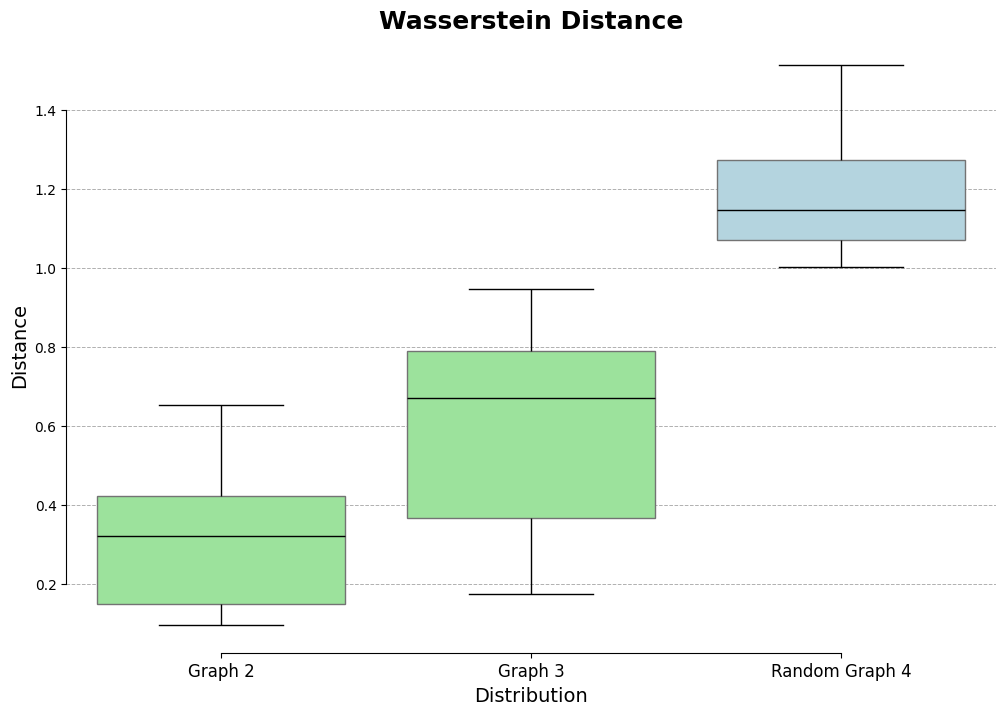 Wasserstein Distance
Distance
1.4
1.2
1.0
0.8
0.6
0.4
0.2
Graph 2
Graph 3
Random Graph 4
Distribution